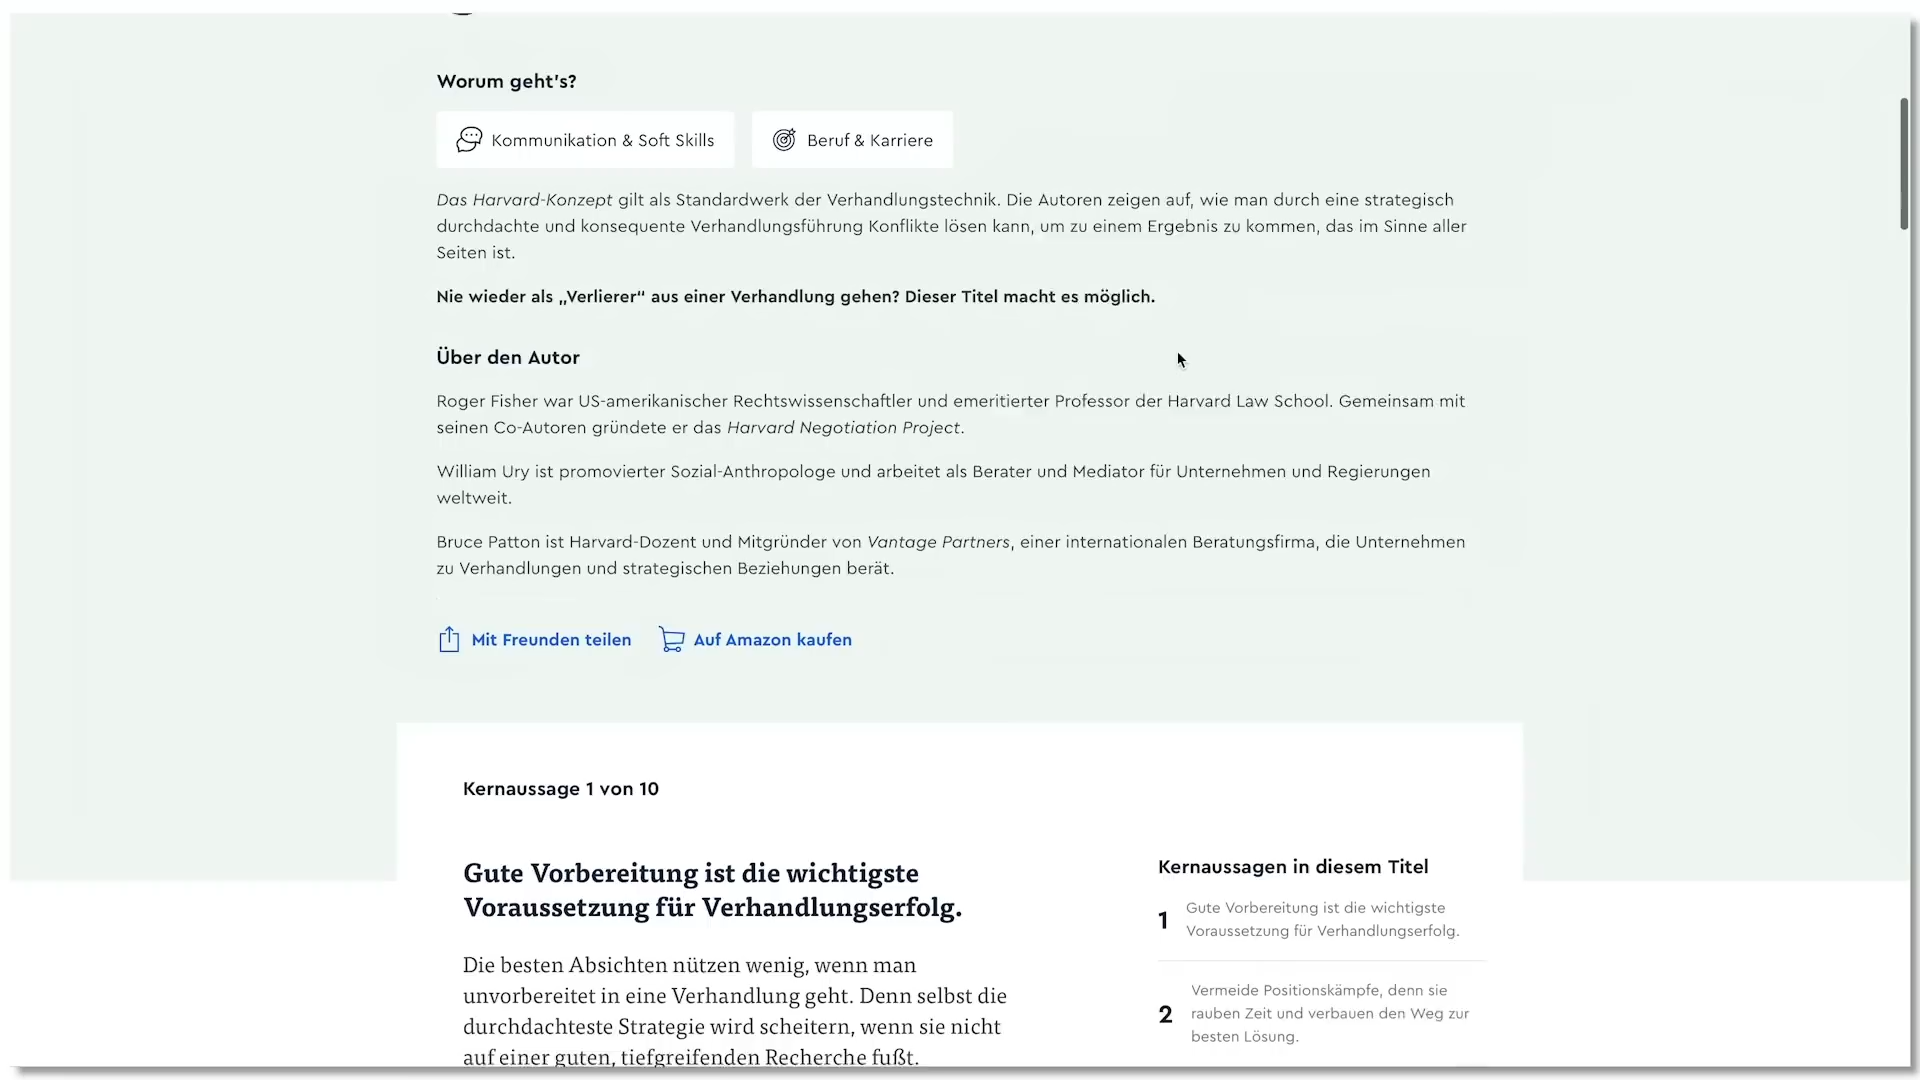 Worum geht's?
Kommunikation & Soft Skills
Beruf & Karriere
Das Harvard-Konzept gilt als Standardwerk der Verhandlungstechnik. Die Autoren zeigen auf, wie man durch eine strategisch
durchdachte und konsequente Verhandlungsführung Konflikte lösen kann, um zu einem Ergebnis zu kommen, das im Sinne aller
Seiten ist.
Nie wieder als „Verlierer“ aus einer Verhandlung gehen? Dieser Titel macht es möglich.
Über den Autor
Roger Fisher war US-amerikanischer Rechtswissenschaftler und emeritierter Professor der Harvard Law School. Gemeinsam mit
seinen Co-Autoren gründete er das Harvard Negotiation Project.
William Ury ist promovierter Sozial-Anthropologe und arbeitet als Berater und Mediator für Unternehmen und Regierungen
weltweit.
Bruce Patton ist Harvard-Dozent und Mitgründer von Vantage Partners, einer internationalen Beratungsfirma, die Unternehmen
zu Verhandlungen und strategischen Beziehungen berät.
Mit Freunden teilen
Auf Amazon kaufen
Kernaussage 1 von 10
Gute Vorbereitung ist die wichtigste
Voraussetzung für Verhandlungserfolg.
Die besten Absichten nützen wenig, wenn man
unvorbereitet in eine Verhandlung geht. Denn selbst die
durchdachteste Strategie wird scheitern, wenn sie nicht
auf einer guten, tiefgreifenden Recherche fußt.
Kernaussagen in diesem Titel
1 Gute Vorbereitung ist die wichtigste
Voraussetzung für Verhandlungserfolg.
2 Vermeide Positionskämpfe, denn sie
rauben Zeit und verbauen den Weg zur
besten Lösung.